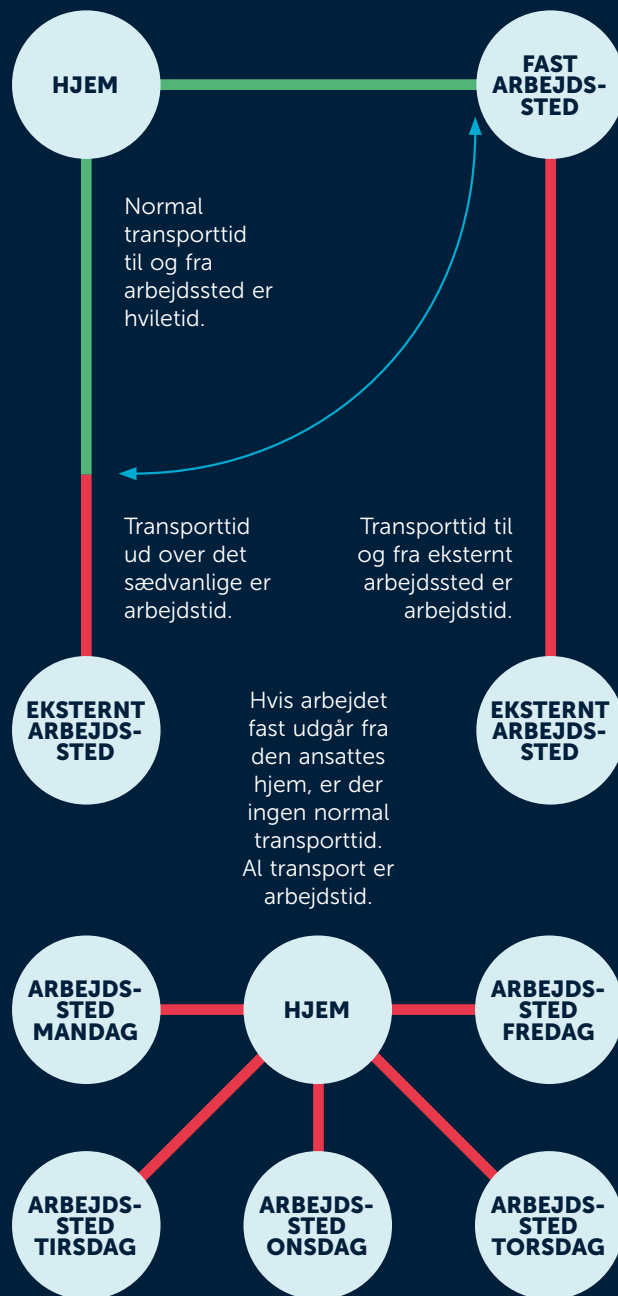 HJEM
FAST
ARBEJDS-
STED
Normal
transporttid
til og fra
arbejdssted er
hviletid.
Transporttid
ud over det
sædvanlige er
arbejdstid.
Transporttid til
og fra eksternt
arbejdssted er
arbejdstid.
EKSTERNT
ARBEJDS-
STED
EKSTERNT
ARBEJDS-
STED
Hvis arbejdet
fast udgår fra
den ansattes
hjem, er der
ingen normal
transporttid.
Al transport er
arbejdstid.
ARBEJDS-
STED
MANDAG
HJEM
ARBEJDS-
STED
FREDAG
ARBEJDS-
STED
TIRSDAG
ARBEJDS-
STED
ONSDAG
ARBEJDS-
STED
TORSDAG